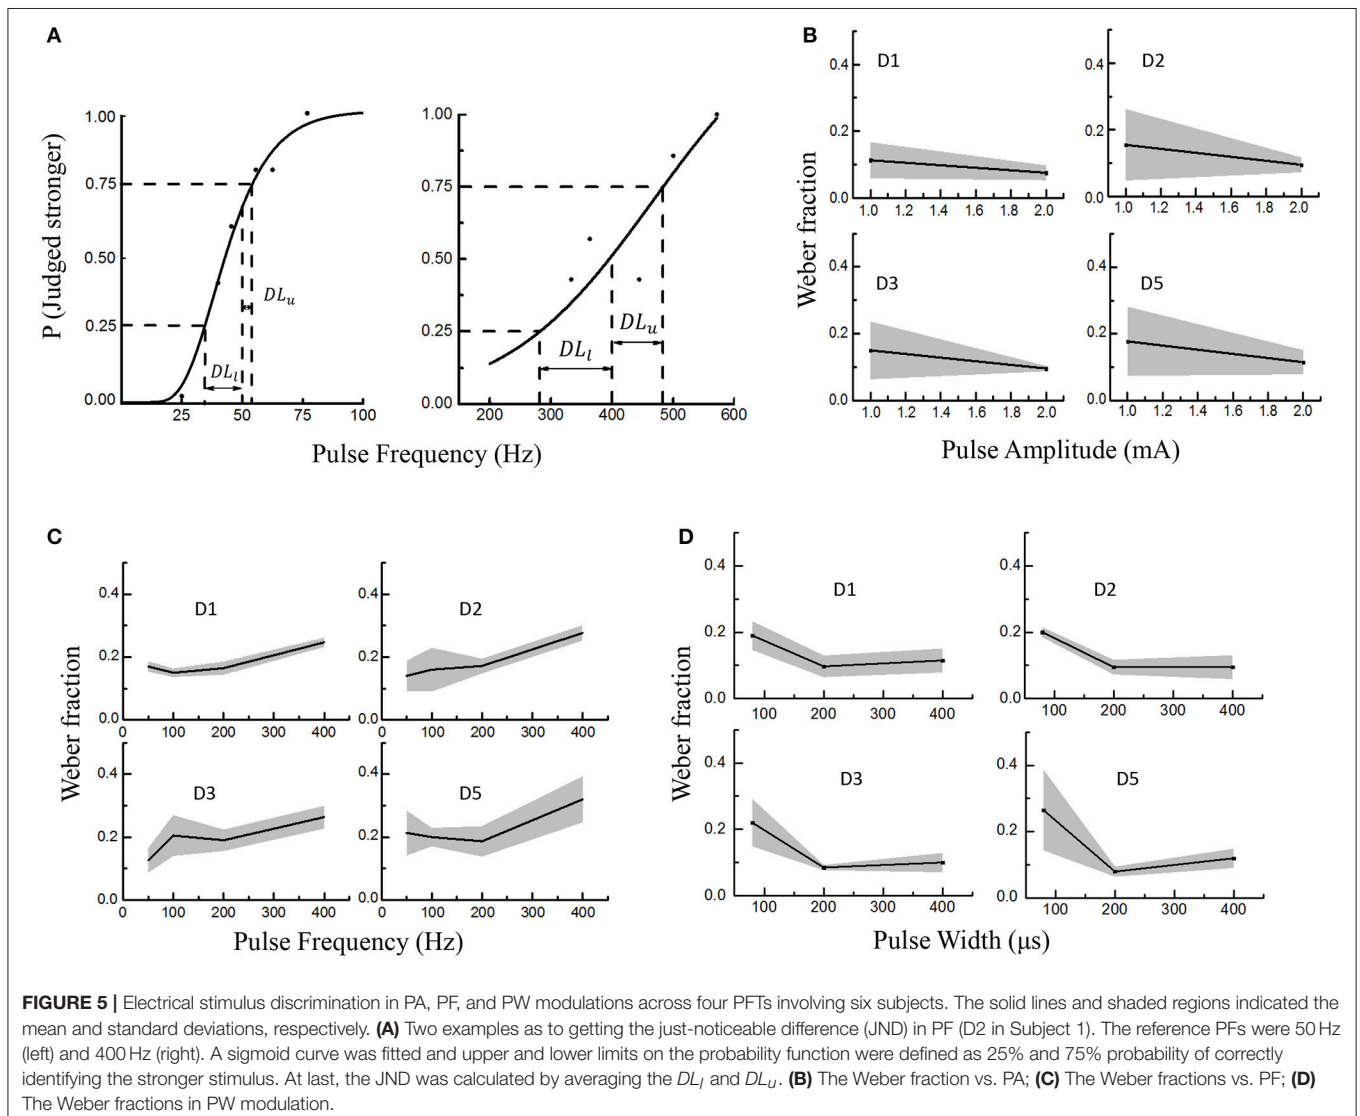 A
P (Judged stronger)
1.00
0.75
0.50
0.25
0.00
DLu
DLl
25
50
75
100
1.00
0.75
0.50
0.25
0.00
DLu
DLl
200
300
400
500
600
Pulse Frequency (Hz)
B
Weber fraction
D1
0.4
0.2
0.0
1.0 1.2 1.4 1.6 1.8 2.0
D2
0.4
0.2
0.0
1.0 1.2 1.4 1.6 1.8 2.0
D3
0.4
0.2
0.0
1.0 1.2 1.4 1.6 1.8 2.0
D5
0.4
0.2
0.0
1.0 1.2 1.4 1.6 1.8 2.0
Pulse Amplitude (mA)
C
Weber fraction
D1
0.4
0.2
0.0
0 100 200 300 400
D2
0.4
0.2
0.0
0 100 200 300 400
D3
0.4
0.2
0.0
0 100 200 300 400
D5
0.4
0.2
0.0
0 100 200 300 400
Pulse Frequency (Hz)
D
Weber fraction
D1
0.4
0.2
0.0
100 200 300 400
D2
0.4
0.2
0.0
100 200 300 400
D3
0.4
0.2
0.0
100 200 300 400
D5
0.4
0.2
0.0
100 200 300 400
Pulse Width (μs)
FIGURE 5 | Electrical stimulus discrimination in PA, PF, and PW modulations across four PFTs involving six subjects. The solid lines and shaded regions indicated the
mean and standard deviations, respectively. (A) Two examples as to getting the just-noticeable difference (JND) in PF (D2 in Subject 1). The reference PFs were 50 Hz
(left) and 400 Hz (right). A sigmoid curve was fitted and upper and lower limits on the probability function were defined as 25% and 75% probability of correctly
identifying the stronger stimulus. At last, the JND was calculated by averaging the DLl and DLu. (B) The Weber fraction vs. PA; (C) The Weber fractions vs. PF; (D)
The Weber fractions in PW modulation.